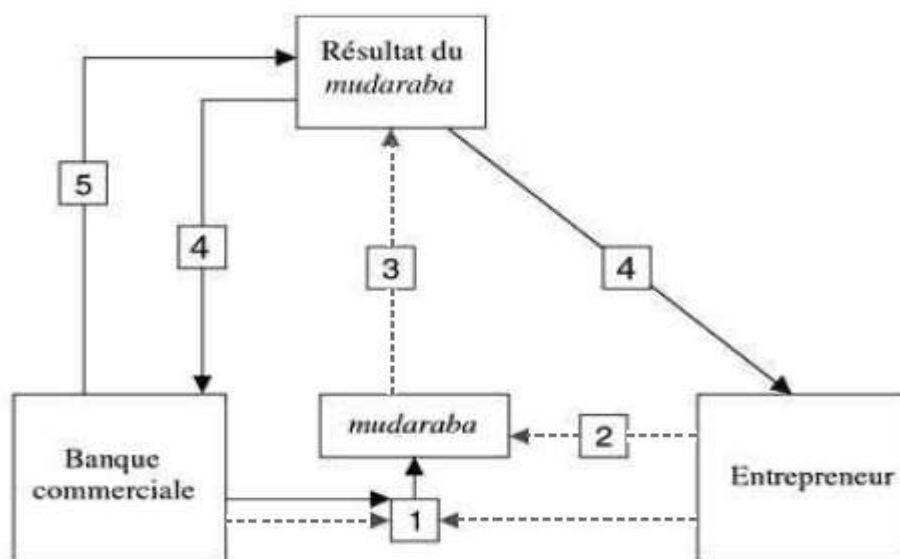 Résultat du
mudaraba
5
4
3
4
mudaraba
2
Banque
commerciale
Entrepreneur
1